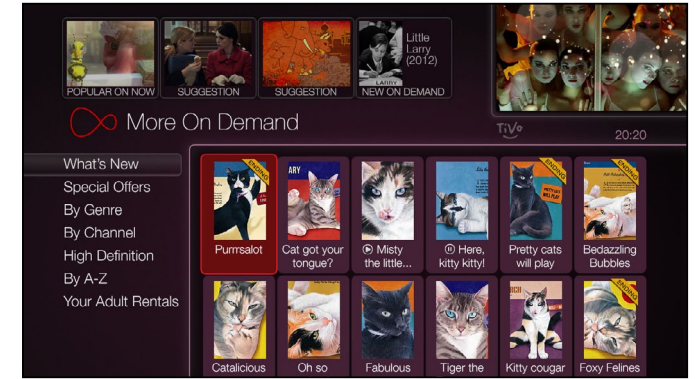 Little
Larry
(2012)
LARRY
POPULAR ON NOW
SUGGESTION
SUGGESTION
NEW ON DEMAND
More On Demand
TiVo
20:20
What's New
Special Offers
By Genre
By Channel
High Definition
By A-Z
Your Adult Rentals
ENDING
ARY
ENDING
ENDING
Purrrsalot
Cat got your
tongue?
Misty
the little...
Here,
kitty kitty!
Pretty cats
will play
Bedazzling
Bubbles
ENDING
Catalicious
Oh so
Fabulous
Tiger the
Kitty cougar
Foxy Felines